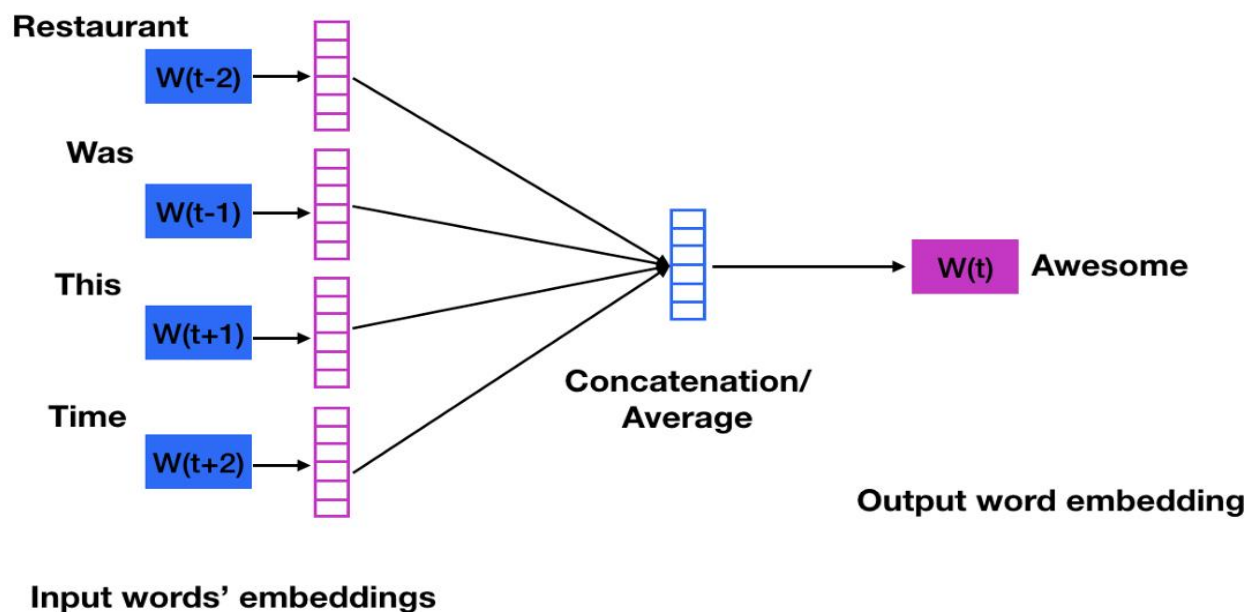 Restaurant
W(t-2)
Was
W(t-1)
This
W(t+1)
Time
W(t+2)
Concatenation/
Average
W(t) Awesome
Output word embedding
Input words’ embeddings